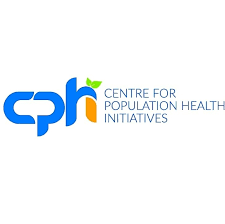 cph
CENTRE FOR
POPULATION HEALTH
INITIATIVES